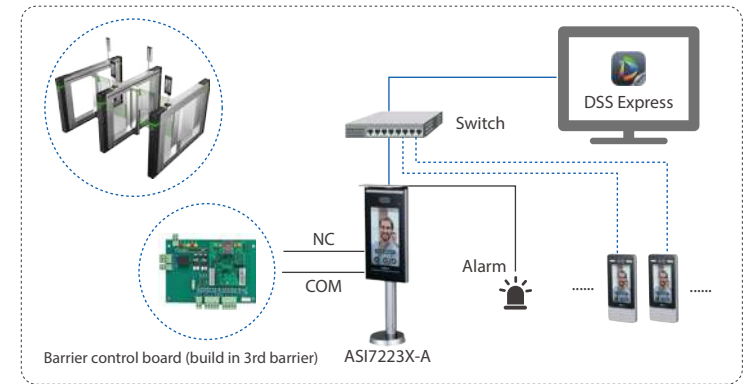 DSS Express
Switch
NC
COM
Alarm
......
......
Barrier control board (build in 3rd barrier)
ASI7223X-A